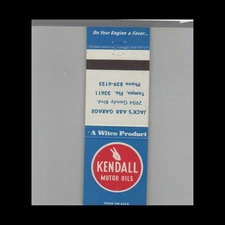 Do Your Engine a Favor...
JACK'S A&B GARAGE
2904 Gandy Blvd.
Tampa, Fla. 33611
Phone 839-6125
A Witco Product
KENDALL
MOTOR OILS